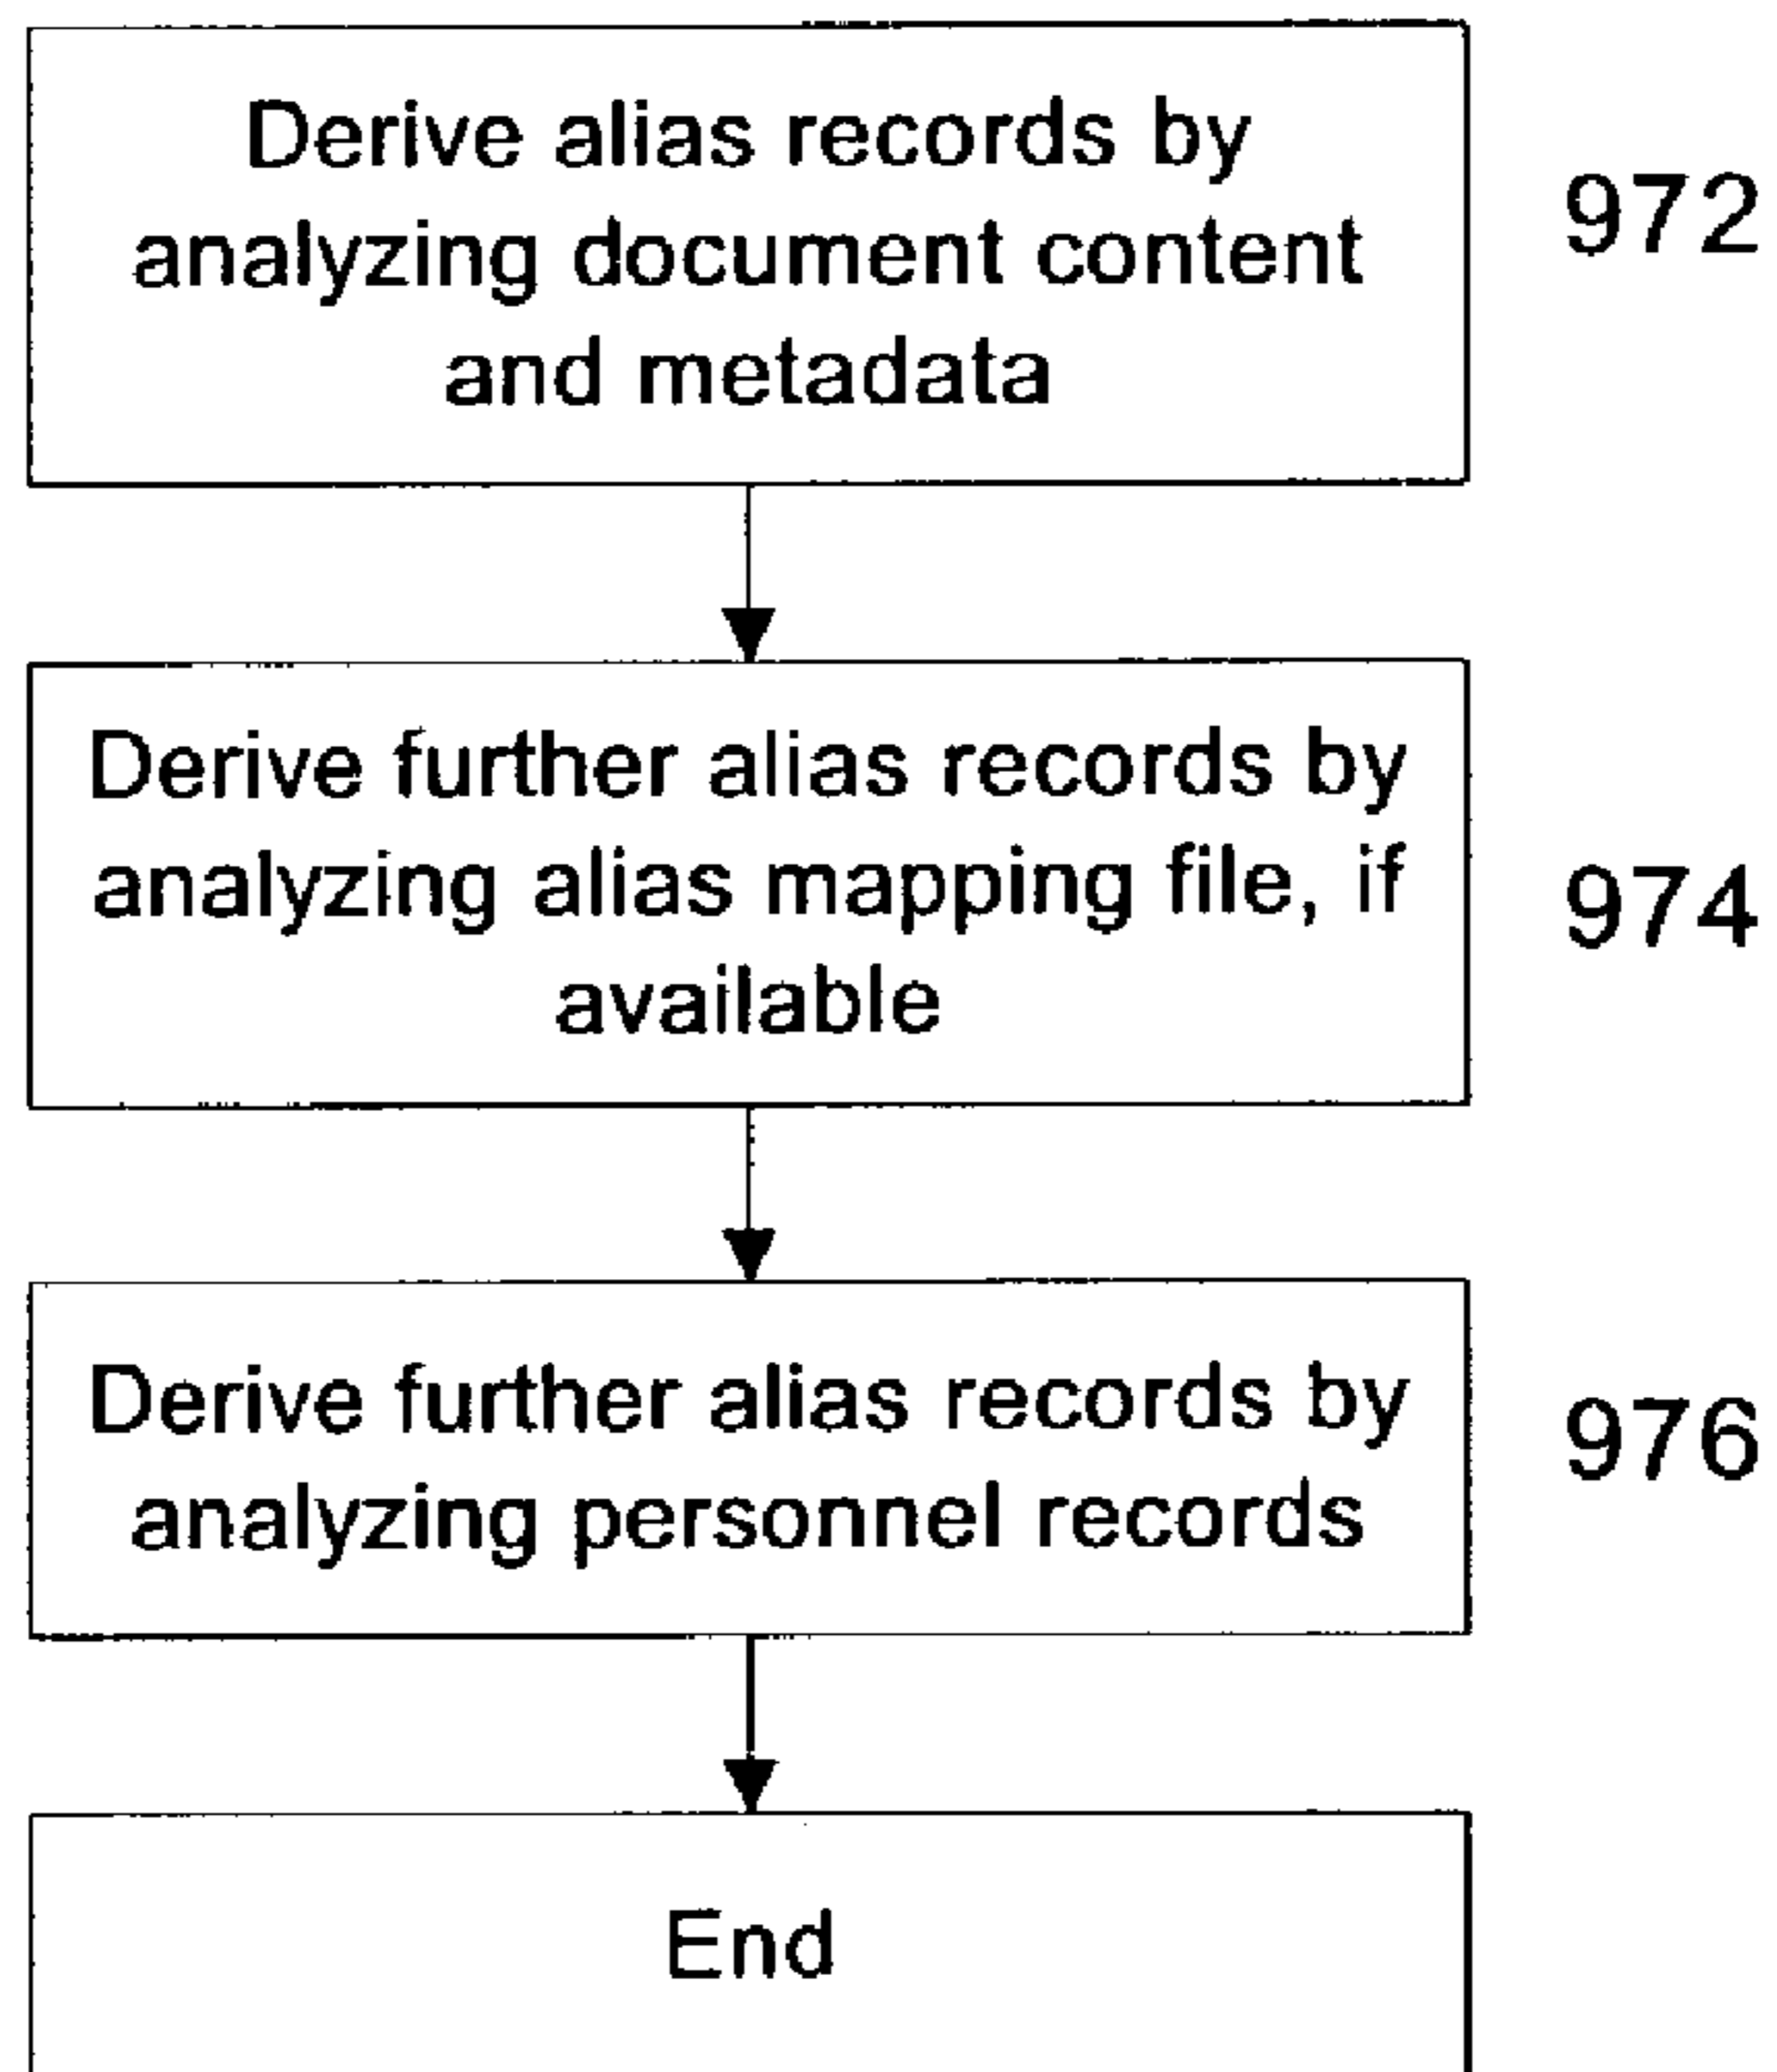 Derive alias records by
analyzing document content
and metadata
972
Derive further alias records by
analyzing alias mapping file, if
available
974
Derive further alias records by
analyzing personnel records
976
End